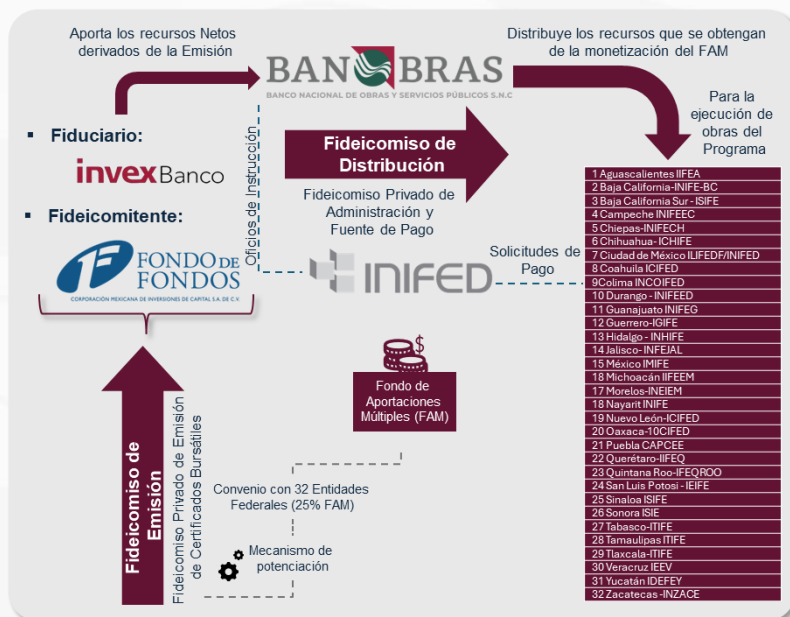 Aporta los recursos Netos
derivados de la Emisión
BANOBRAS
BANCO NACIONAL DE OBRAS Y SERVICIOS PÚBLICOS S.N.C
Distribuye los recursos que se obtengan
de la monetización del FAM
Para la
ejecución de
obras del
Programa
Fiduciario:
invex Banco
Fideicomitente:
FONDO DE
FONDOS
CORPORACIÓN MEXICANA DE INVERSIONES DE CAPITAL S.A. DE C.V.
Oficios de Instrucción
Fideicomiso de
Distribución
Fideicomiso Privado de
Administración y
Fuente de Pago
INIFED
Solicitudes de
Pago
$
Fondo de
Aportaciones
Múltiples (FAM)
Convenio con 32 Entidades
Federales (25% FAM)
Mecanismo de
potenciación
Fideicomiso de
Emisión
Fideicomiso Privado de Emisión
de Certificados Bursátiles
1 Aguascalientes IIFEA
2 Baja California-INIFE-BC
3 Baja California Sur - ISIFE
4 Campeche INIFEEC
5 Chiepas-INIFECH
6 Chihuahua- ICHIFE
7 Ciudad de México ILIFEDF/INIFED
8 Coahuila ICIFED
9Colima INCOIFED
10 Durango - INIFEED
11 Guanajuato INIFEG
12 Guerrero-IGIFE
13 Hidalgo - INHIFE
14 Jalisco- INFEJAL
15 México IMIFE
18 Michoacán IIFEEM
17 Morelos-INEIEM
18 Nayarit INIFE
19 Nuevo León-ICIFED
20 Oaxaca-10CIFED
21 Puebla CAPCEE
22 Querétaro-IIFEQ
23 Quintana Roo-IFEQROO
24 San Luis Potosi - IEIFE
25 Sinaloa ISIFE
26 Sonora ISIE
27 Tabasco-ITIFE
28 Tamaulipas ITIFE
29 Tlaxcala-ITIFE
30 Veracruz IEEV
31 Yucatán IDEFEY
32 Zacatecas -INZACE